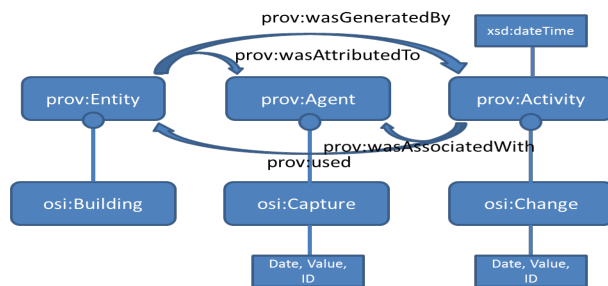 prov:wasGeneratedBy
xsd:dateTime
prov:wasAttributedTo
prov:Entity
prov:Agent
prov:Activity
prov:wasAssociatedWith
prov:used
osi:Building
osi:Capture
osi:Change
Date, Value,
ID
Date, Value,
ID